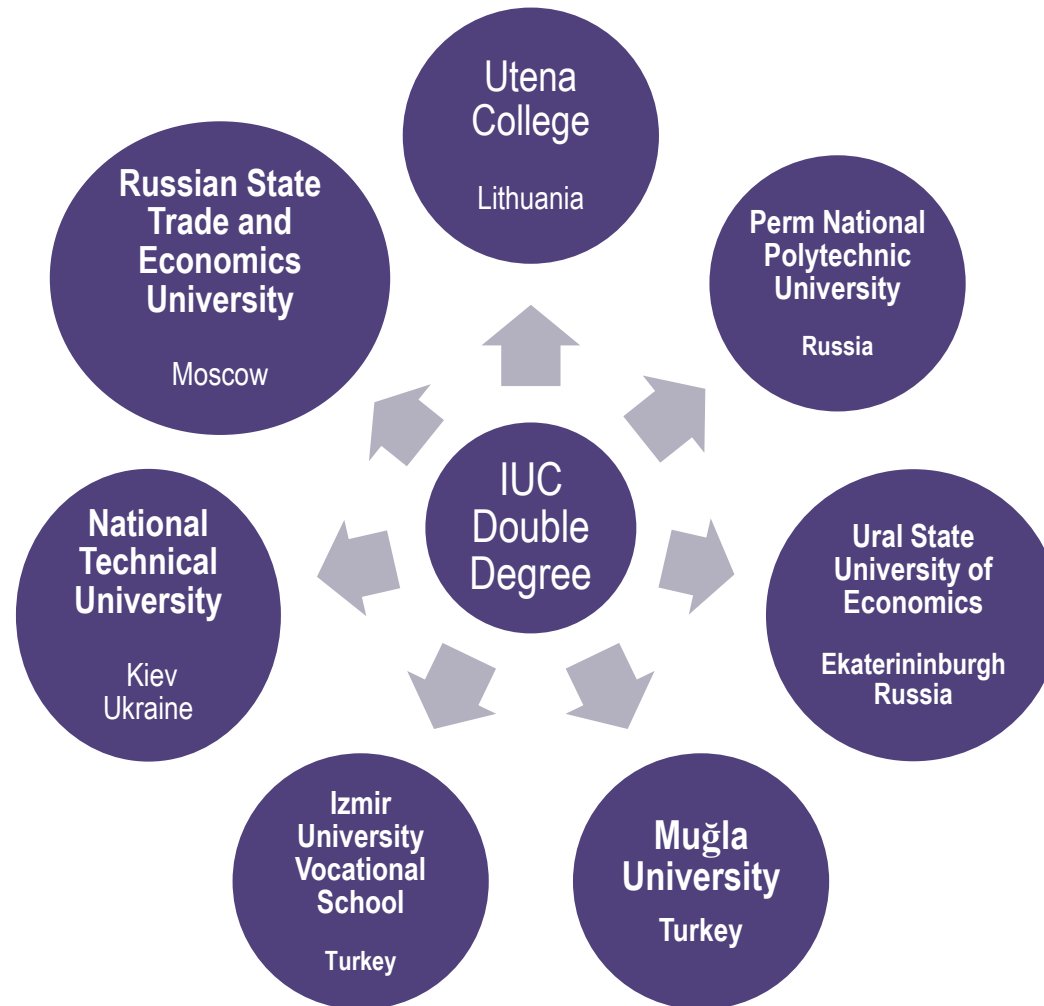 Utena
College
Lithuania
Perm National
Polytechnic
University
Russia
Ural State
University of
Economics
Ekaterininburgh
Russia
Muğla
University
Turkey
Izmir
University
Vocational
School
Turkey
National
Technical
University
Kiev
Ukraine
Russian State
Trade and
Economics
University
Moscow
IUC
Double
Degree